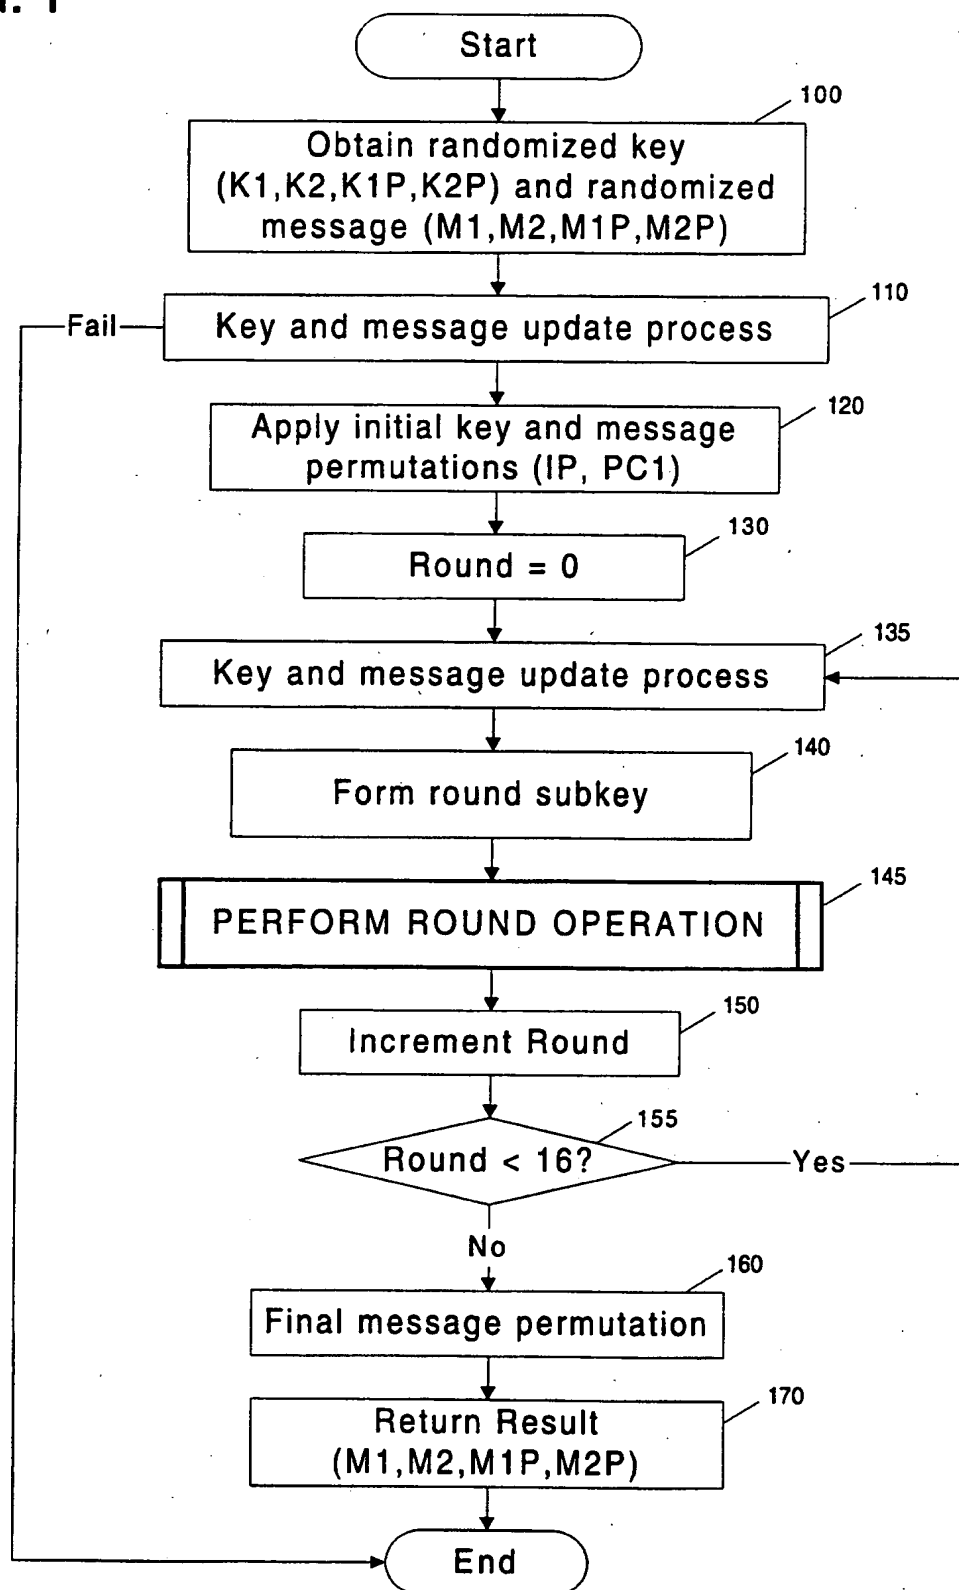 Start
100
Obtain randomized key
(K1,K2,K1P,K2P) and randomized
message (M1,M2,M1P,M2P)
110
Fail
Key and message update process
120
Apply initial key and message
permutations (IP, PC1)
130
Round = 0
135
Key and message update process
140
Form round subkey
145
PERFORM ROUND OPERATION
150
Increment Round
155
Round < 16?
Yes
No
160
Final message permutation
170
Return Result
(M1,M2,M1P,M2P)
End